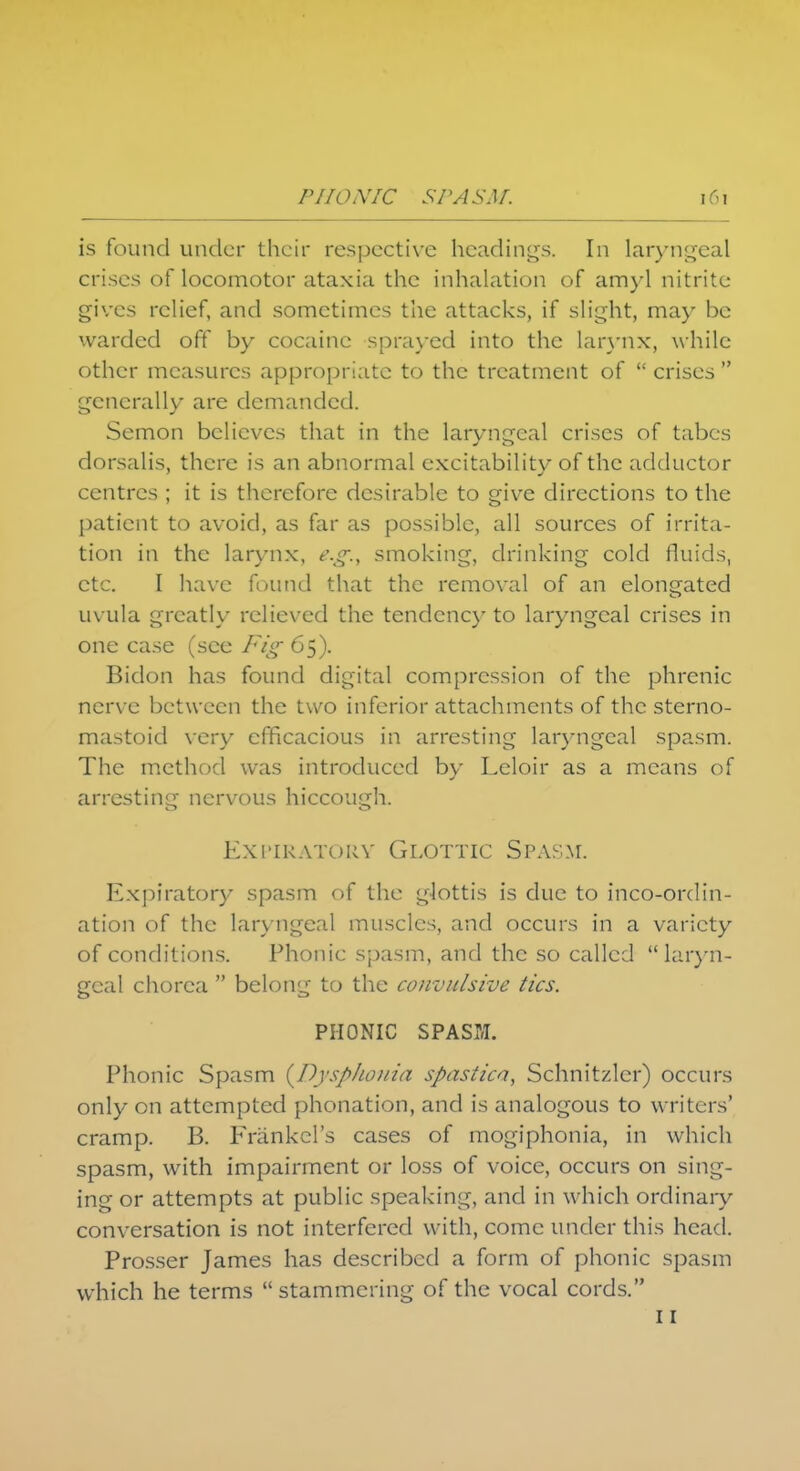 PHONIC SPASM. 161
is found under their respective headings. In laryngeal
crises of locomotor ataxia the inhalation of amyl nitrite
gives relief, and sometimes the attacks, if slight, may be
warded off by cocaine sprayed into the larynx, while
other measures appropriate to the treatment of “ crises ”
generally are demanded.
Semon believes that in the laryngeal crises of tabes
dorsalis, there is an abnormal excitability of the adductor
centres ; it is therefore desirable to give directions to the
patient to avoid, as far as possible, all sources of irrita-
tion in the larynx, e.g., smoking, drinking cold fluids,
etc. I have found that the removal of an elongated
uvula greatly relieved the tendency to laryngeal crises in
one case (see Fig 65).
Bidon has found digital compression of the phrenic
nerve between the two inferior attachments of the sterno-
mastoid very efficacious in arresting laryngeal spasm.
The method was introduced by Leloir as a means of
arresting nervous hiccough.
EXPIRATORY GLOTTIC SPASM.
Expiratory spasm of the glottis is due to inco-ordin-
ation of the laryngeal muscles, and occurs in a variety
of conditions. Phonic spasm, and the so called “ laryn-
geal chorea ” belong to the convulsive tics.
PHONIC SPASM.
Phonic Spasm (Dysphonia spastica, Schnitzler) occurs
only on attempted phonation, and is analogous to writers’
cramp. B. Fränkel’s cases of mogiphonia, in which
spasm, with impairment or loss of voice, occurs on sing-
ing or attempts at public speaking, and in which ordinary
conversation is not interfered with, come under this head.
Prosser James has described a form of phonic spasm
which he terms “ stammering of the vocal cords.”
11